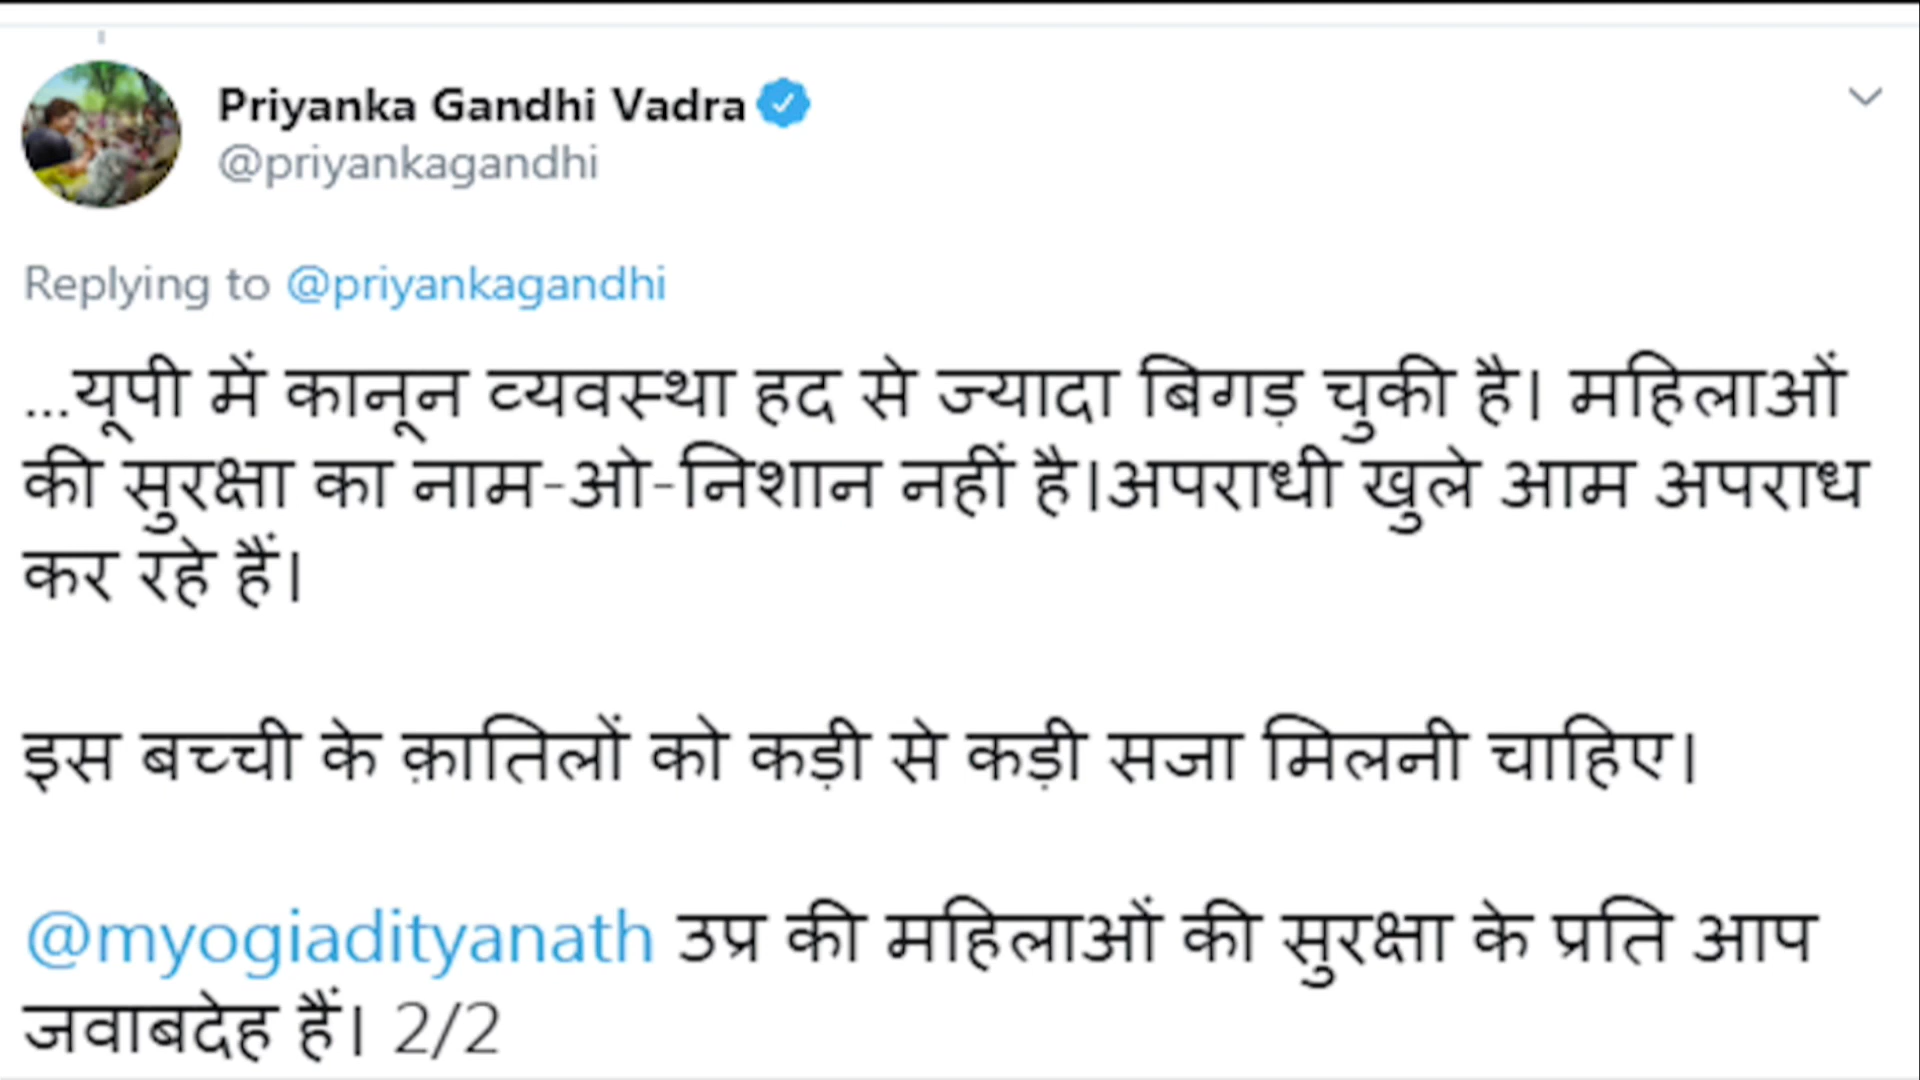 Priyanka Gandhi Vadra
@priyankagandhi
Replying to @priyankagandhi
...यूपी में कानून व्यवस्था हद से ज्यादा बिगड़ चुकी है। महिलाओं
की सुरक्षा का नाम-ओ-निशान नहीं है।अपराधी खुले आम अपराध
कर रहे हैं।
इस बच्ची के क़ातिलों को कड़ी से कड़ी सजा मिलनी चाहिए।
@myogiadityanath उप्र की महिलाओं की सुरक्षा के प्रति आप
जवाबदेह हैं। 2/2